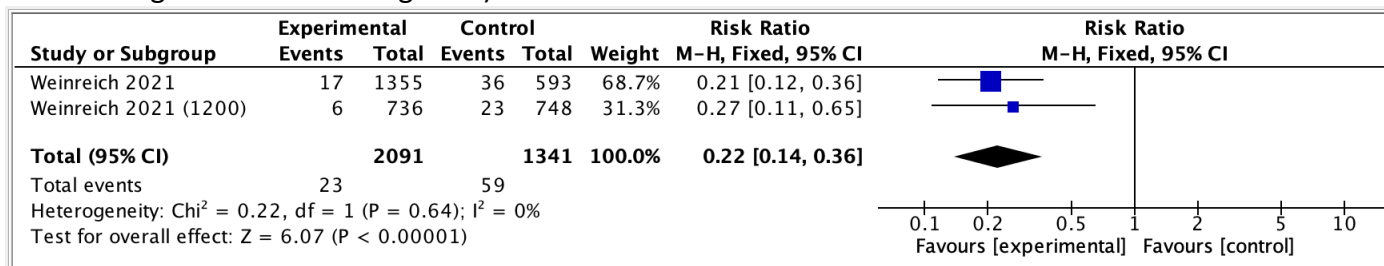 Experimental Control Risk Ratio Risk Ratio
Study or Subgroup Events Total Events Total Weight M-H, Fixed, 95% CI M-H, Fixed, 95% CI
Weinreich 2021 17 1355 36 593 68.7% 0.21 [0.12, 0.36]
Weinreich 2021 (1200) 6 736 23 748 31.3% 0.27 [0.11, 0.65]
Total (95% CI) 2091 1341 100.0% 0.22 [0.14, 0.36]
Total events 23 59
Heterogeneity: Chi² = 0.22, df = 1 (P = 0.64); I² = 0%
Test for overall effect: Z = 6.07 (P < 0.00001)
0.1 0.2 0.5 1 2 5 10
Favours [experimental] Favours [control]